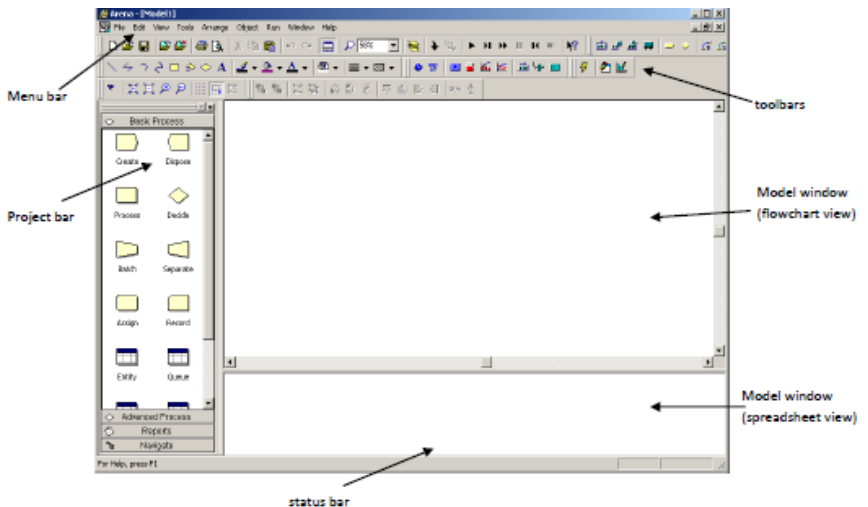 Arena - [Model1]
File Edit View Tools Arrange Object Run Window Help
98%
A
Menu bar
toolbars
Basic Process
Create Dispose
Project bar
Process Decide
Model window
(flowchart view)
Batch Separate
Assign Record
Entity Queue
Model window
(spreadsheet view)
Advanced Process
Reports
Navigate
For Help, press F1
status bar